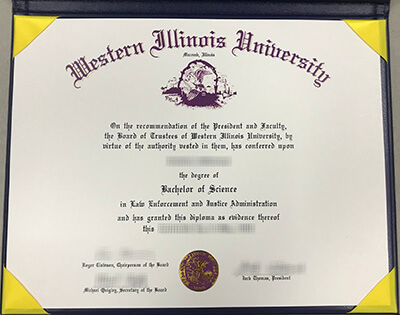 Western Illinois University
Macomb, Illinois
On the recommendation of the President and Faculty,
the Board of Trustees of Western Illinois University, by
virtue of the authority vested in them, has conferred upon
the degree of
Bachelor of Science
in Law Enforcement and Justice Administration
and has granted this diploma as evidence thereof
this
Roger Clawson, Chairperson of the Board
Jack Thomas, President
Michael Quigley, Secretary of the Board